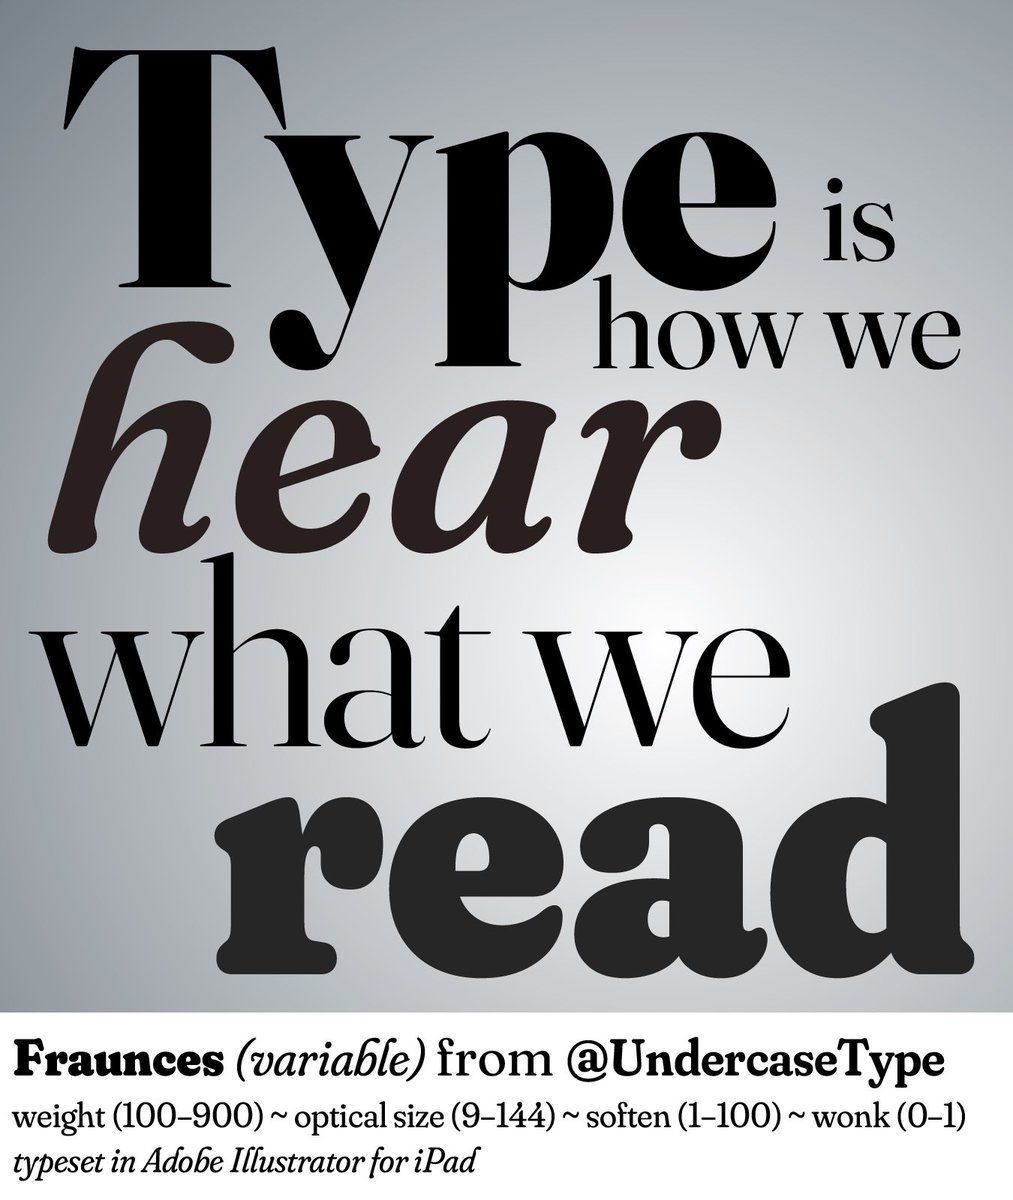 Type is
how we
hear
what we
read
Fraunces (variable) from @UndercaseType
weight (100–900) ~ optical size (9–144) ~ soften (1–100) ~ wonk (0–1)
typeset in Adobe Illustrator for iPad